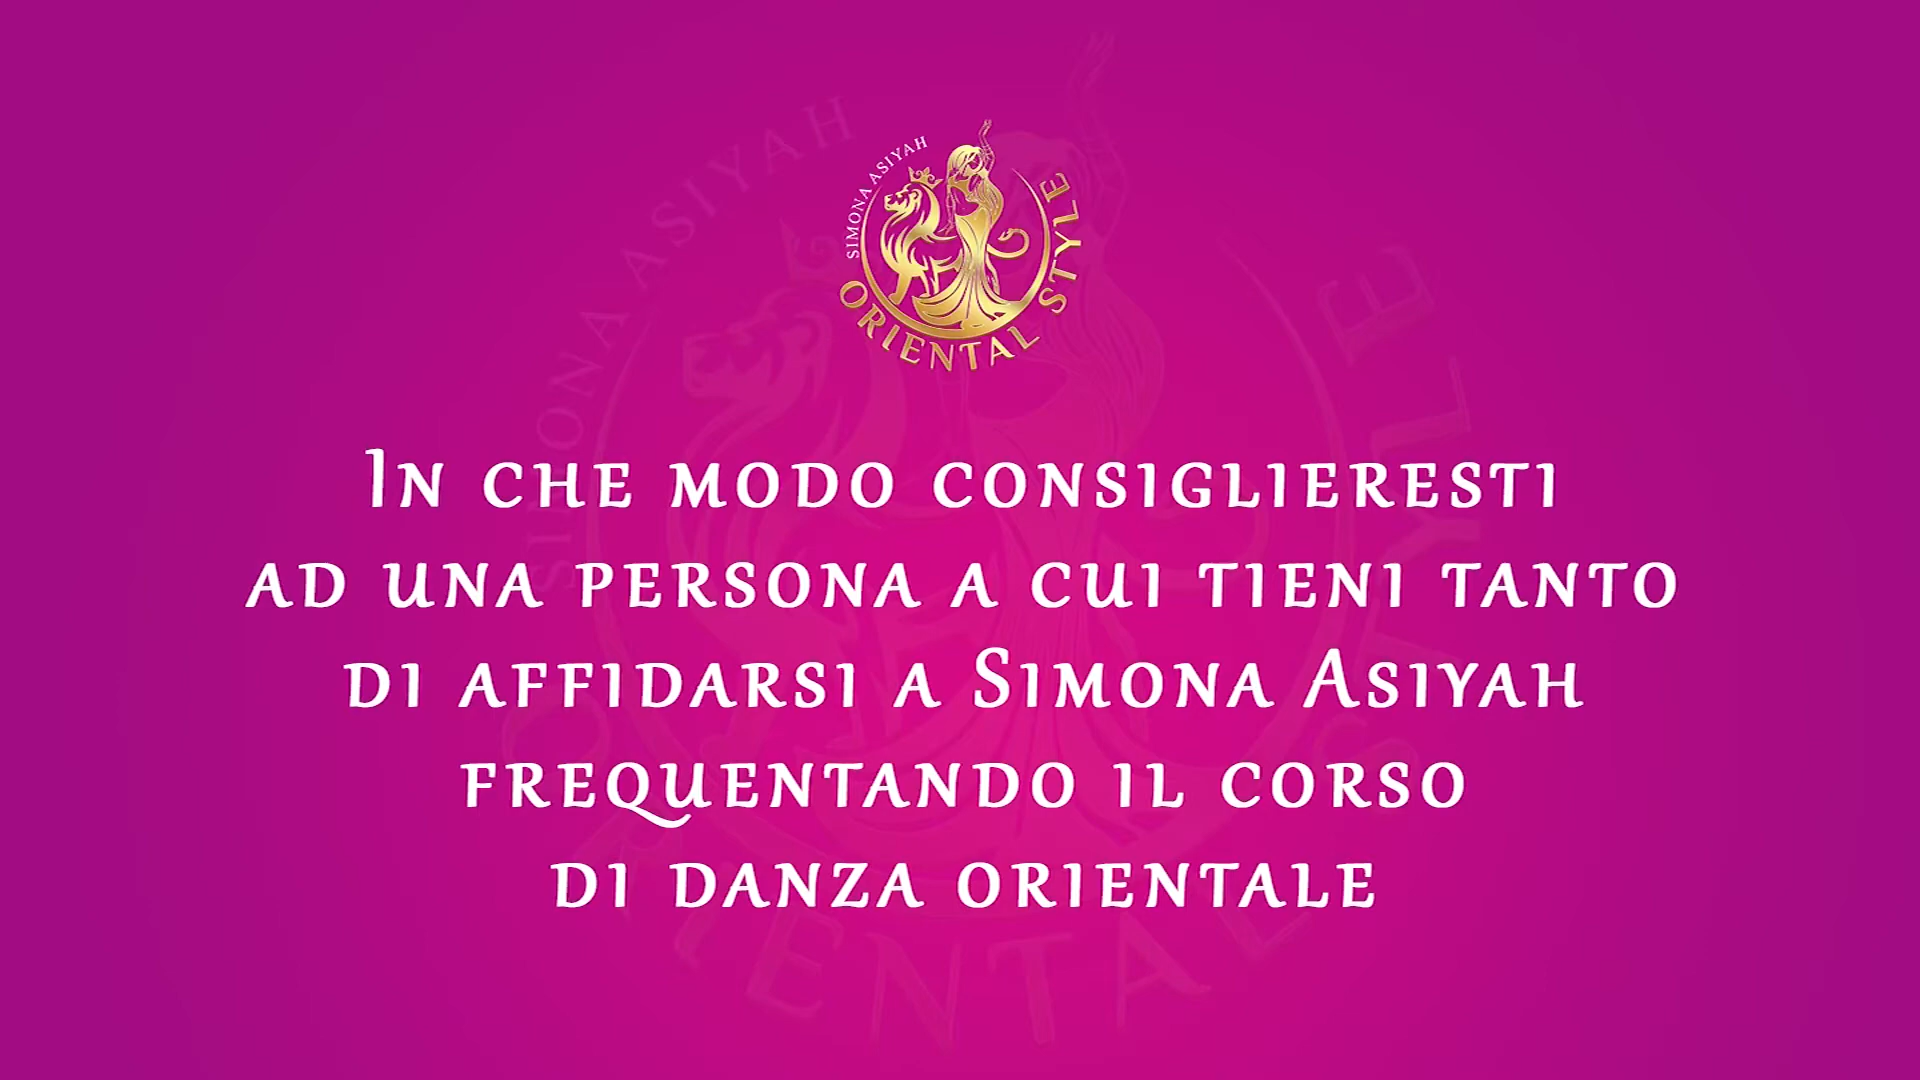 SIMONA ASIYAH
ORIENTAL STYLE
In che modo consiglieresti
ad una persona a cui tieni tanto
di affidarsi a Simona Asiyah
frequentando il corso
di danza orientale